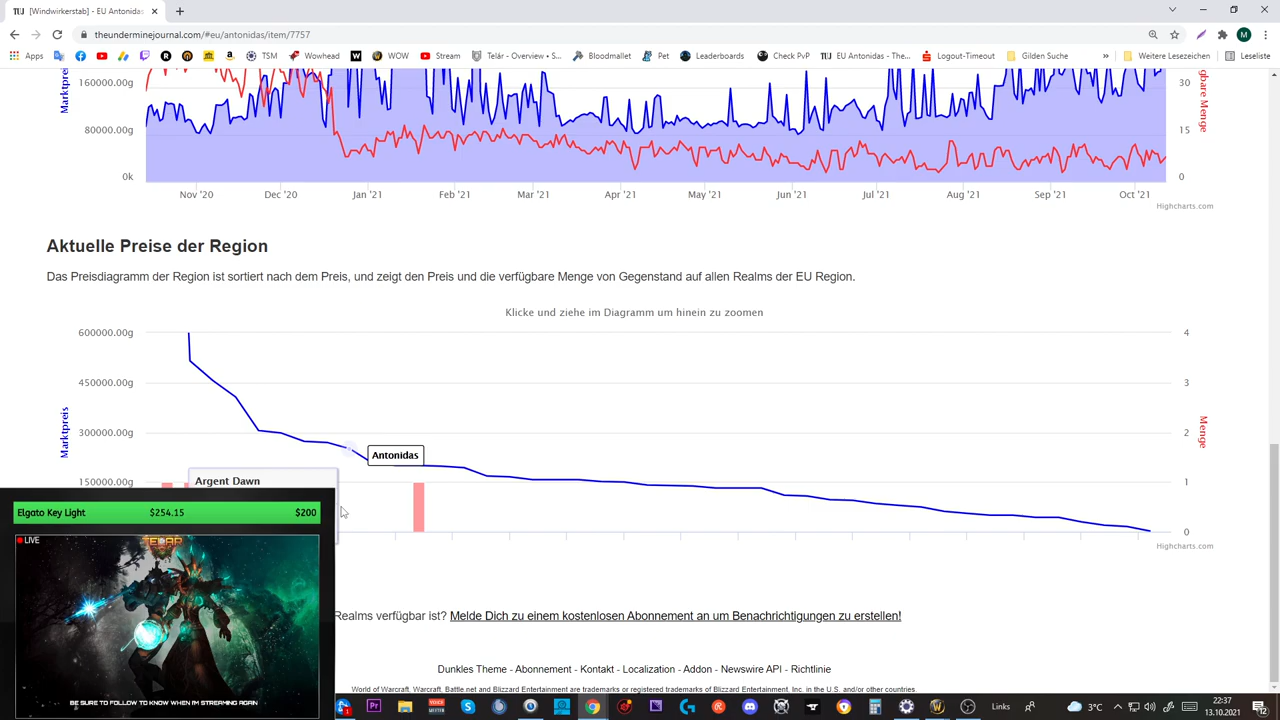 [Windwirkerstab] - EU Antonidas
theunderminejournal.com/#eu/antonidas/item/7757
Apps TSM Wowhead WOW Stream Telár - Overview • S... Bloodmallet Pet Leaderboards Check PvP EU Antonidas - The... Logout-Timeout Gilden Suche » Weitere Lesezeichen Leseliste
160000.00g
80000.00g
0k
Marktpreis
30
15
0
gbare Menge
Nov '20 Dec '20 Jan '21 Feb '21 Mar '21 Apr '21 May '21 Jun '21 Jul '21 Aug '21 Sep '21 Oct '21
Highcharts.com
Aktuelle Preise der Region
Das Preisdiagramm der Region ist sortiert nach dem Preis, und zeigt den Preis und die verfügbare Menge von Gegenstand auf allen Realms der EU Region.
Klicke und ziehe im Diagramm um hinein zu zoomen
600000.00g
450000.00g
300000.00g
150000.00g
Marktpreis
4
3
2
1
0
Menge
Antonidas
Argent Dawn
Highcharts.com
Elgato Key Light $254.15 $200
LIVE
TELAR
BE SURE TO FOLLOW TO KNOW WHEN I'M STREAMING AGAIN
Realms verfügbar ist? Melde Dich zu einem kostenlosen Abonnement an um Benachrichtigungen zu erstellen!
Dunkles Theme - Abonnement - Kontakt - Localization - Addon - Newswire API - Richtlinie
World of Warcraft, Warcraft, Battle.net and Blizzard Entertainment are trademarks or registered trademarks of Blizzard Entertainment, Inc. in the U.S. and/or other countries.
Links
3°C
22:37
13.10.2021